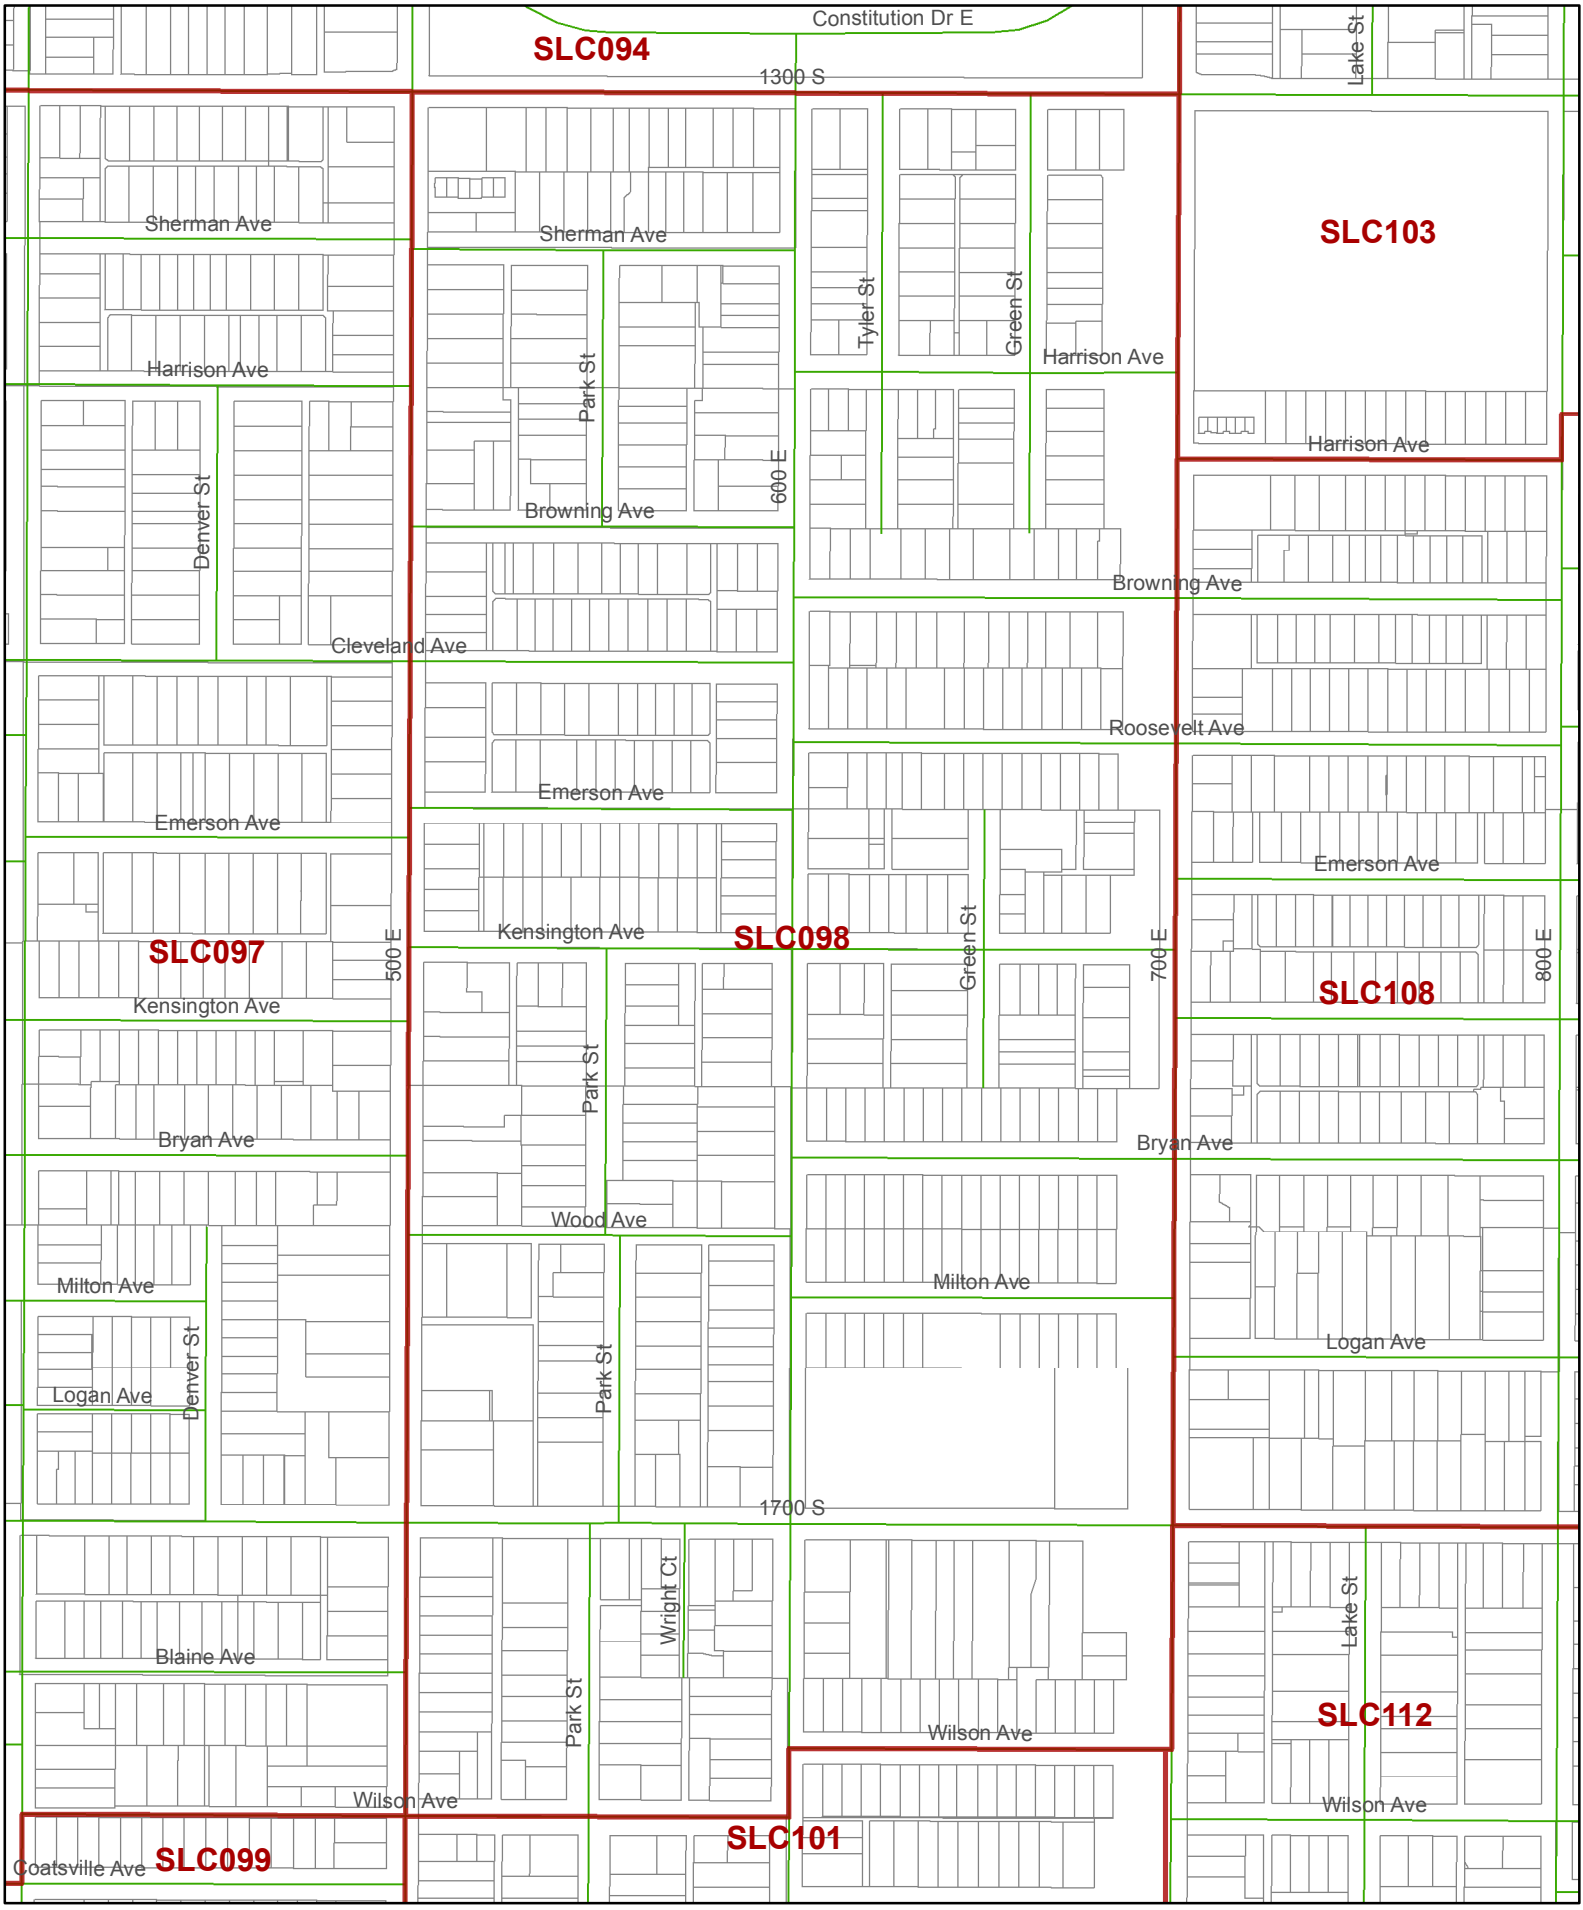 Constitution Dr E
SLC094
Lake St
1300 S
Sherman Ave
Sherman Ave
SLC103
Tyler St
Green St
Harrison Ave
Harrison Ave
Park St
Harrison Ave
600 E
Denver St
Browning Ave
Browning Ave
Cleveland Ave
Roosevelt Ave
Emerson Ave
Emerson Ave
Emerson Ave
Kensington Ave
SLC098
Green St
SLC097
500 E
700 E
800 E
SLC108
Kensington Ave
Park St
Bryan Ave
Bryan Ave
Wood Ave
Milton Ave
Milton Ave
Logan Ave
Denver St
Park St
Logan Ave
1700 S
Wright Ct
Lake St
Blaine Ave
Park St
SLC112
Wilson Ave
Wilson Ave
Wilson Ave
SLC101
SLC099
Coatsville Ave